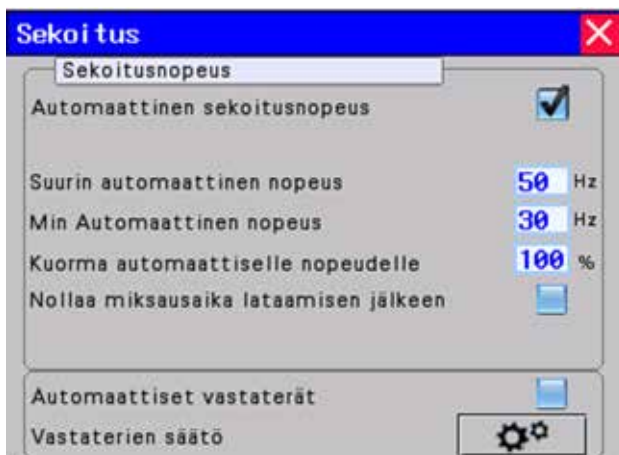 Sekoitus
Sekoitusnopeus
Automaattinen sekoitusnopeus
Suurin automaattinen nopeus 50 Hz
Min Automaattinen nopeus 30 Hz
Kuorma automaattiselle nopeudelle 100 %
Nollaa miksausaika lataamisen jälkeen
Automaattiset vastaterät
Vastaterien säätö